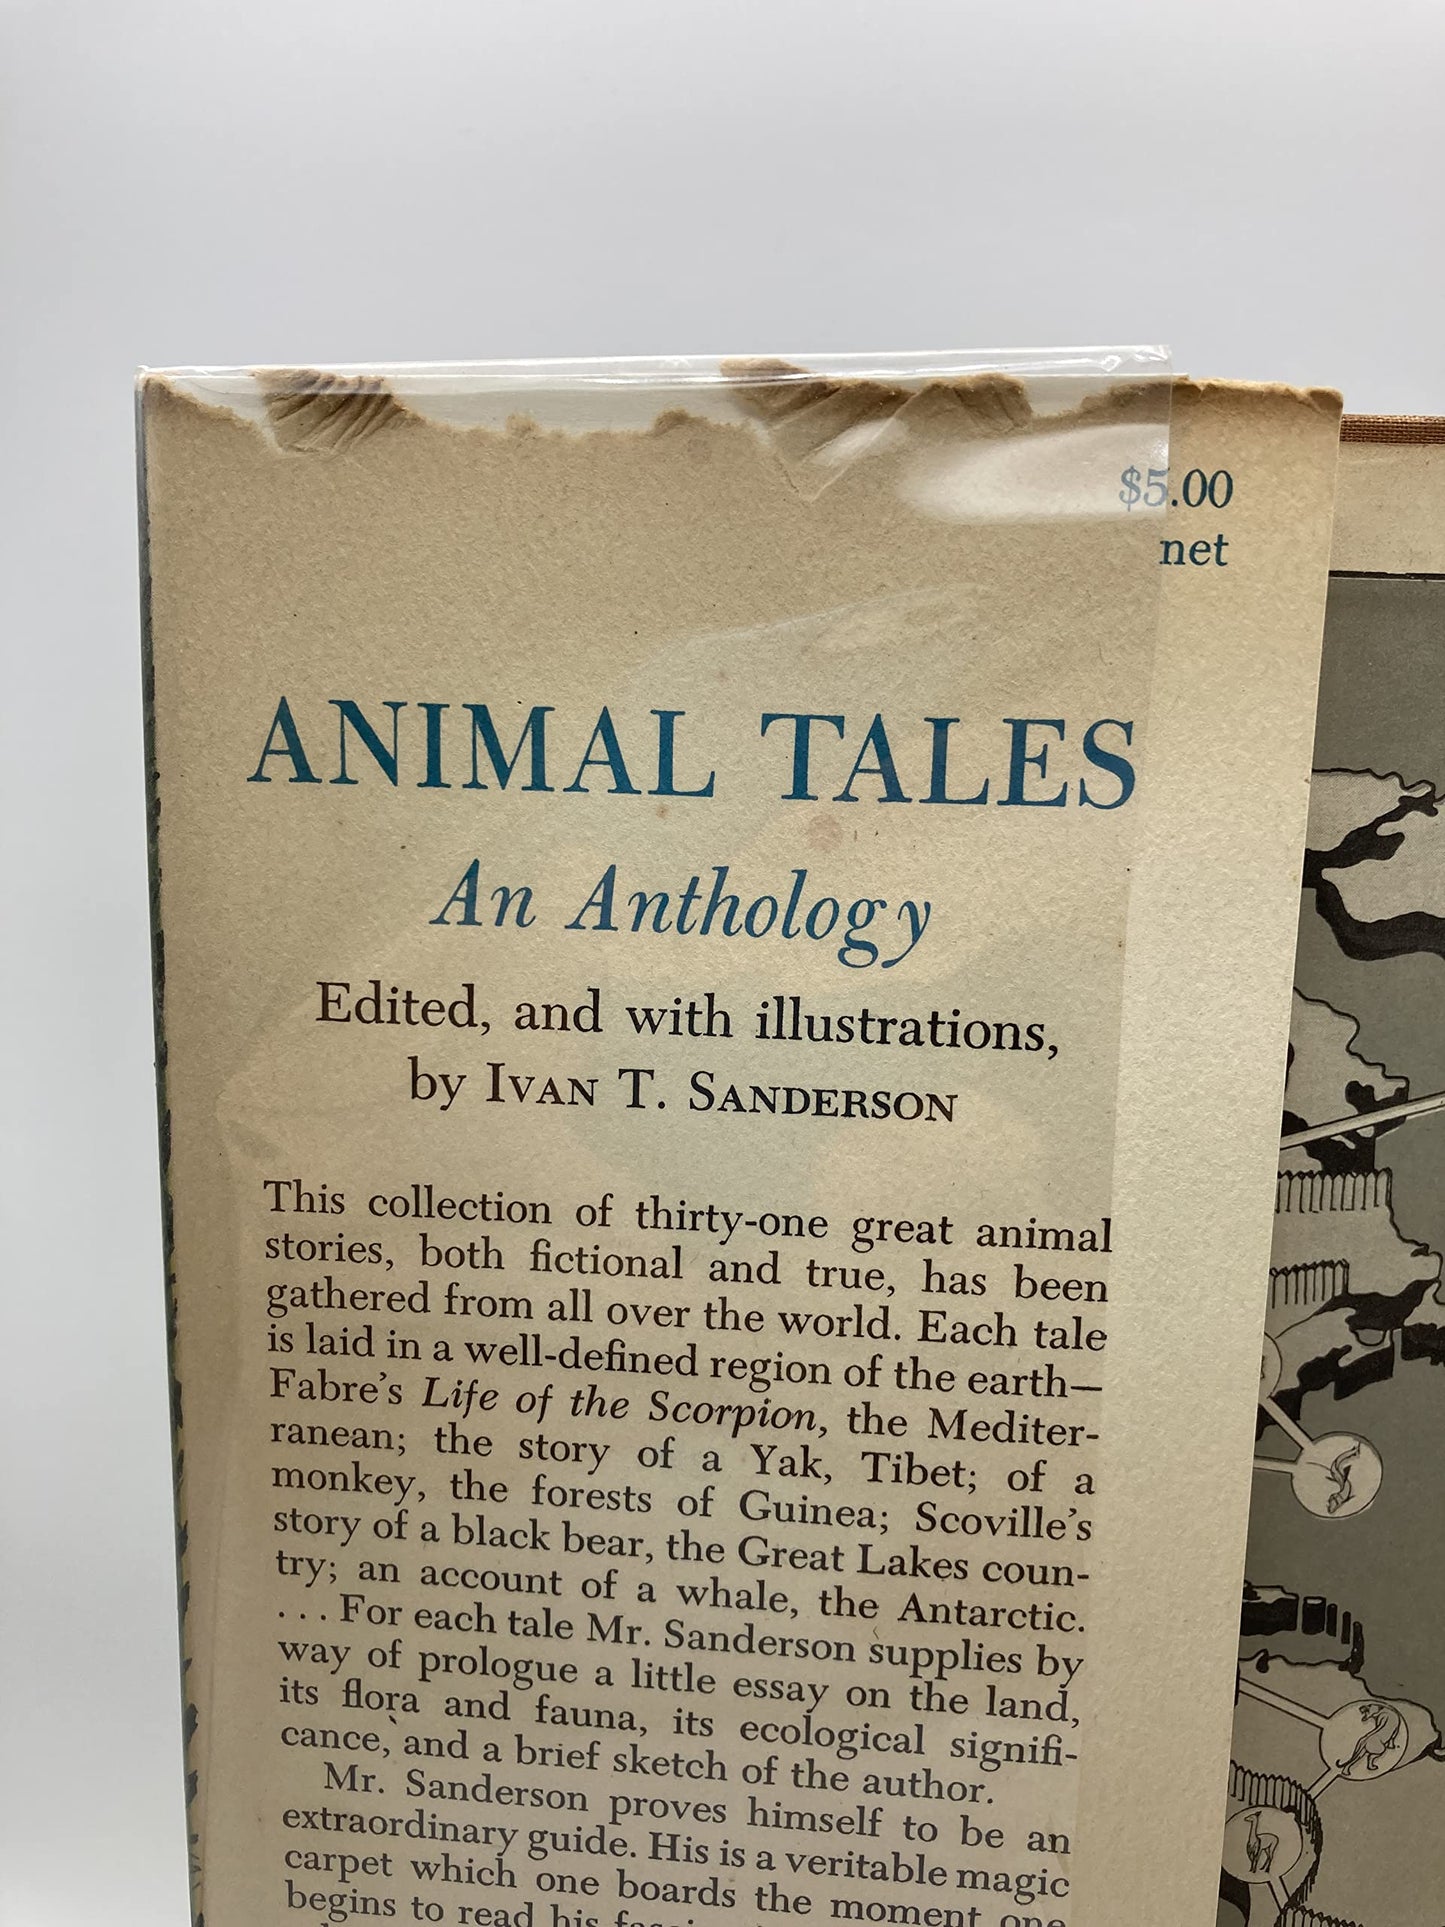 $5.00
net
ANIMAL TALES
An Anthology
Edited, and with illustrations,
by IVAN T. SANDERSON
This collection of thirty-one great animal
stories, both fictional and true, has been
gathered from all over the world. Each tale
is laid in a well-defined region of the earth—
Fabre's Life of the Scorpion, the Mediter-
ranean; the story of a Yak, Tibet; of a
monkey, the forests of Guinea; Scoville's
story of a black bear, the Great Lakes coun-
try; an account of a whale, the Antarctic.
. . . For each tale Mr. Sanderson supplies by
way of prologue a little essay on the land,
its flora and fauna, its ecological signifi-
cance, and a brief sketch of the author.
Mr. Sanderson proves himself to be an
extraordinary guide. His is a veritable magic
carpet which one boards the moment one
begins to read his